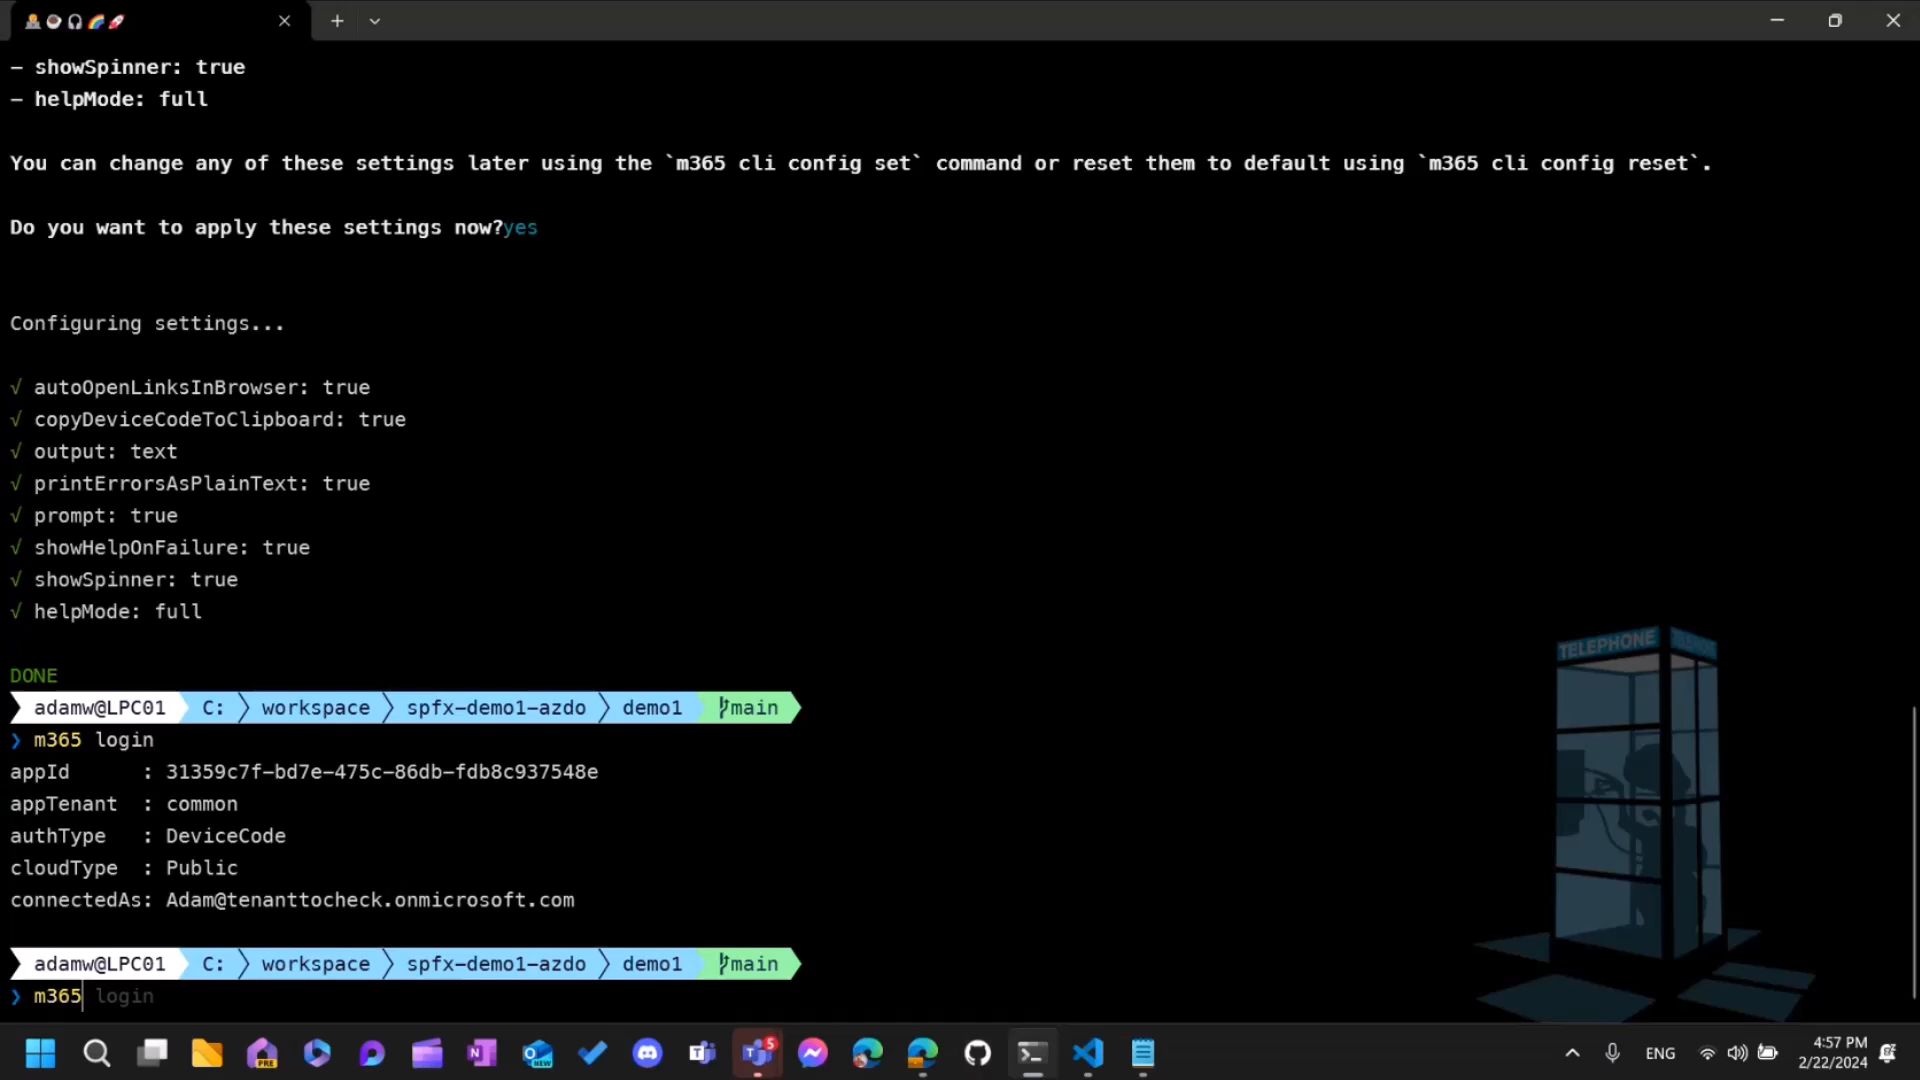 – showSpinner: true
– helpMode: full
You can change any of these settings later using the `m365 cli config set` command or reset them to default using `m365 cli config reset`.
Do you want to apply these settings now?yes
Configuring settings...
√ autoOpenLinksInBrowser: true
√ copyDeviceCodeToClipboard: true
√ output: text
√ printErrorsAsPlainText: true
√ prompt: true
√ showHelpOnFailure: true
√ showSpinner: true
√ helpMode: full
TELEPHONE
DONE
adamw@LPC01 C: workspace spfx-demo1-azdo demo1 main
❯ m365 login
appId : 31359c7f-bd7e-475c-86db-fdb8c937548e
appTenant : common
authType : DeviceCode
cloudType : Public
connectedAs: Adam@tenanttocheck.onmicrosoft.com
adamw@LPC01 C: workspace spfx-demo1-azdo demo1 main
❯ m365 login
PRE
NEW
5
ENG
4:57 PM
2/22/2024